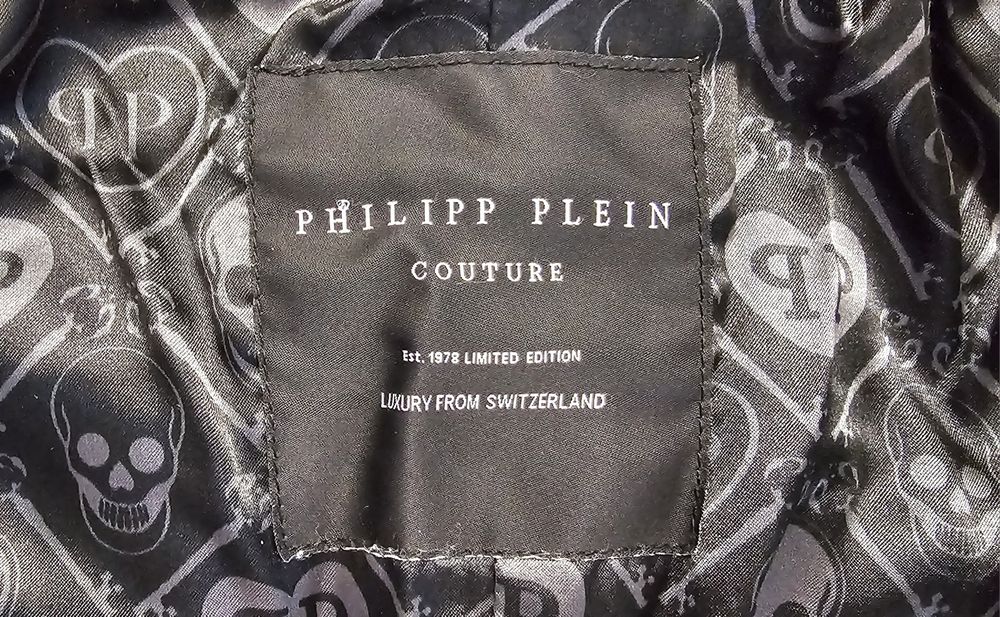 PHILIPP PLEIN
COUTURE
Est. 1978 LIMITED EDITION
LUXURY FROM SWITZERLAND